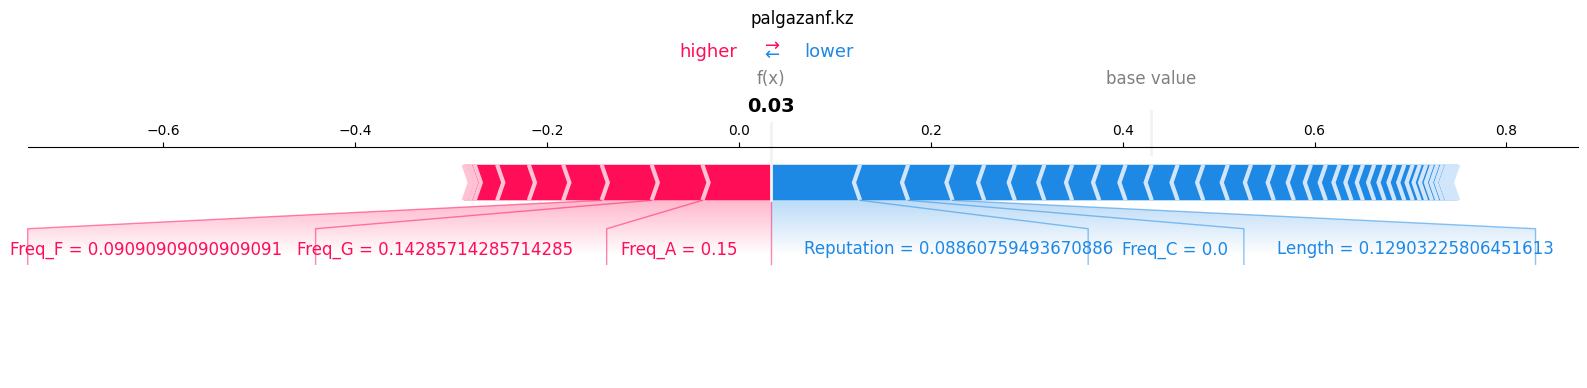 palgazanf.kz
higher → ← lower
f(x) base value
0.03
−0.6 −0.4 −0.2 0.0 0.2 0.4 0.6 0.8
Freq_F = 0.09090909090909091 Freq_G = 0.14285714285714285 Freq_A = 0.15 Reputation = 0.08860759493670886 Freq_C = 0.0 Length = 0.12903225806451613